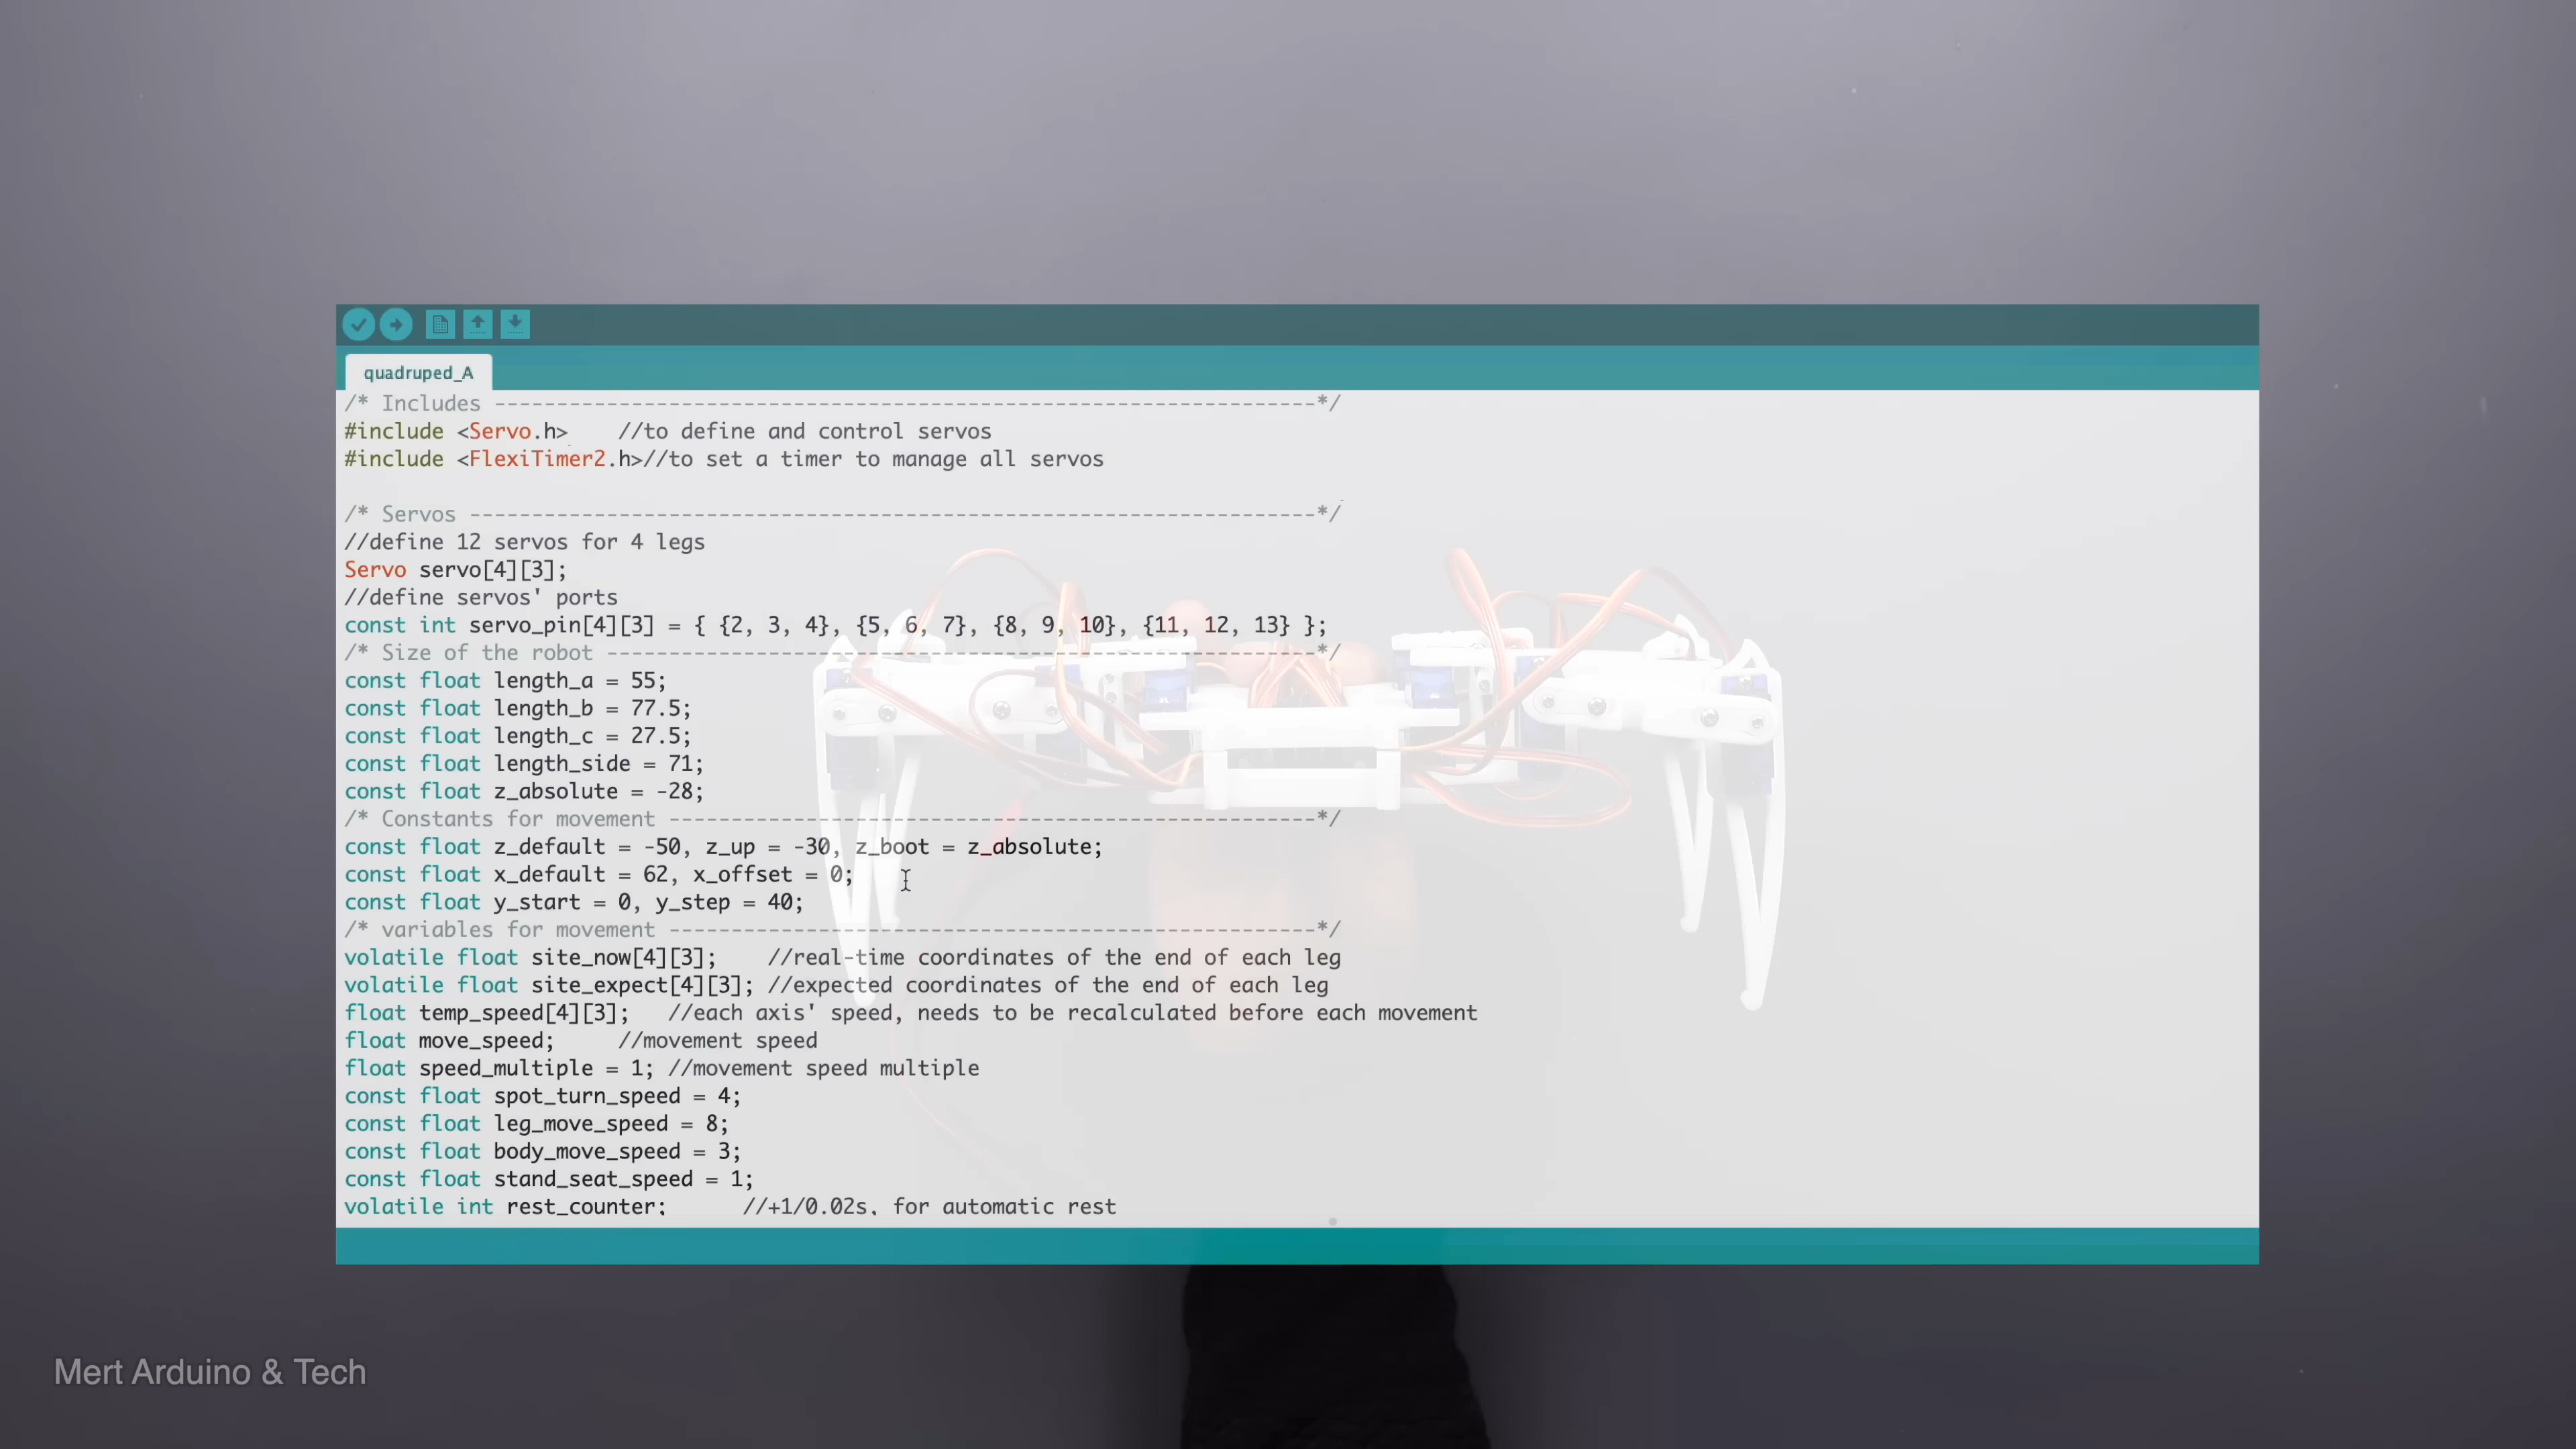 quadruped_A
/* Includes ------------------------------------------------------------------*/
#include <Servo.h>    //to define and control servos
#include <FlexiTimer2.h>//to set a timer to manage all servos
/* Servos --------------------------------------------------------------------*/
//define 12 servos for 4 legs
Servo servo[4][3];
//define servos' ports
const int servo_pin[4][3] = { {2, 3, 4}, {5, 6, 7}, {8, 9, 10}, {11, 12, 13} };
/* Size of the robot ---------------------------------------------------------*/
const float length_a = 55;
const float length_b = 77.5;
const float length_c = 27.5;
const float length_side = 71;
const float z_absolute = -28;
/* Constants for movement ----------------------------------------------------*/
const float z_default = -50, z_up = -30, z_boot = z_absolute;
const float x_default = 62, x_offset = 0;
const float y_start = 0, y_step = 40;
/* variables for movement ----------------------------------------------------*/
volatile float site_now[4][3];    //real-time coordinates of the end of each leg
volatile float site_expect[4][3]; //expected coordinates of the end of each leg
float temp_speed[4][3];   //each axis' speed, needs to be recalculated before each movement
float move_speed;     //movement speed
float speed_multiple = 1; //movement speed multiple
const float spot_turn_speed = 4;
const float leg_move_speed = 8;
const float body_move_speed = 3;
const float stand_seat_speed = 1;
volatile int rest_counter;      //+1/0.02s, for automatic rest
Mert Arduino & Tech